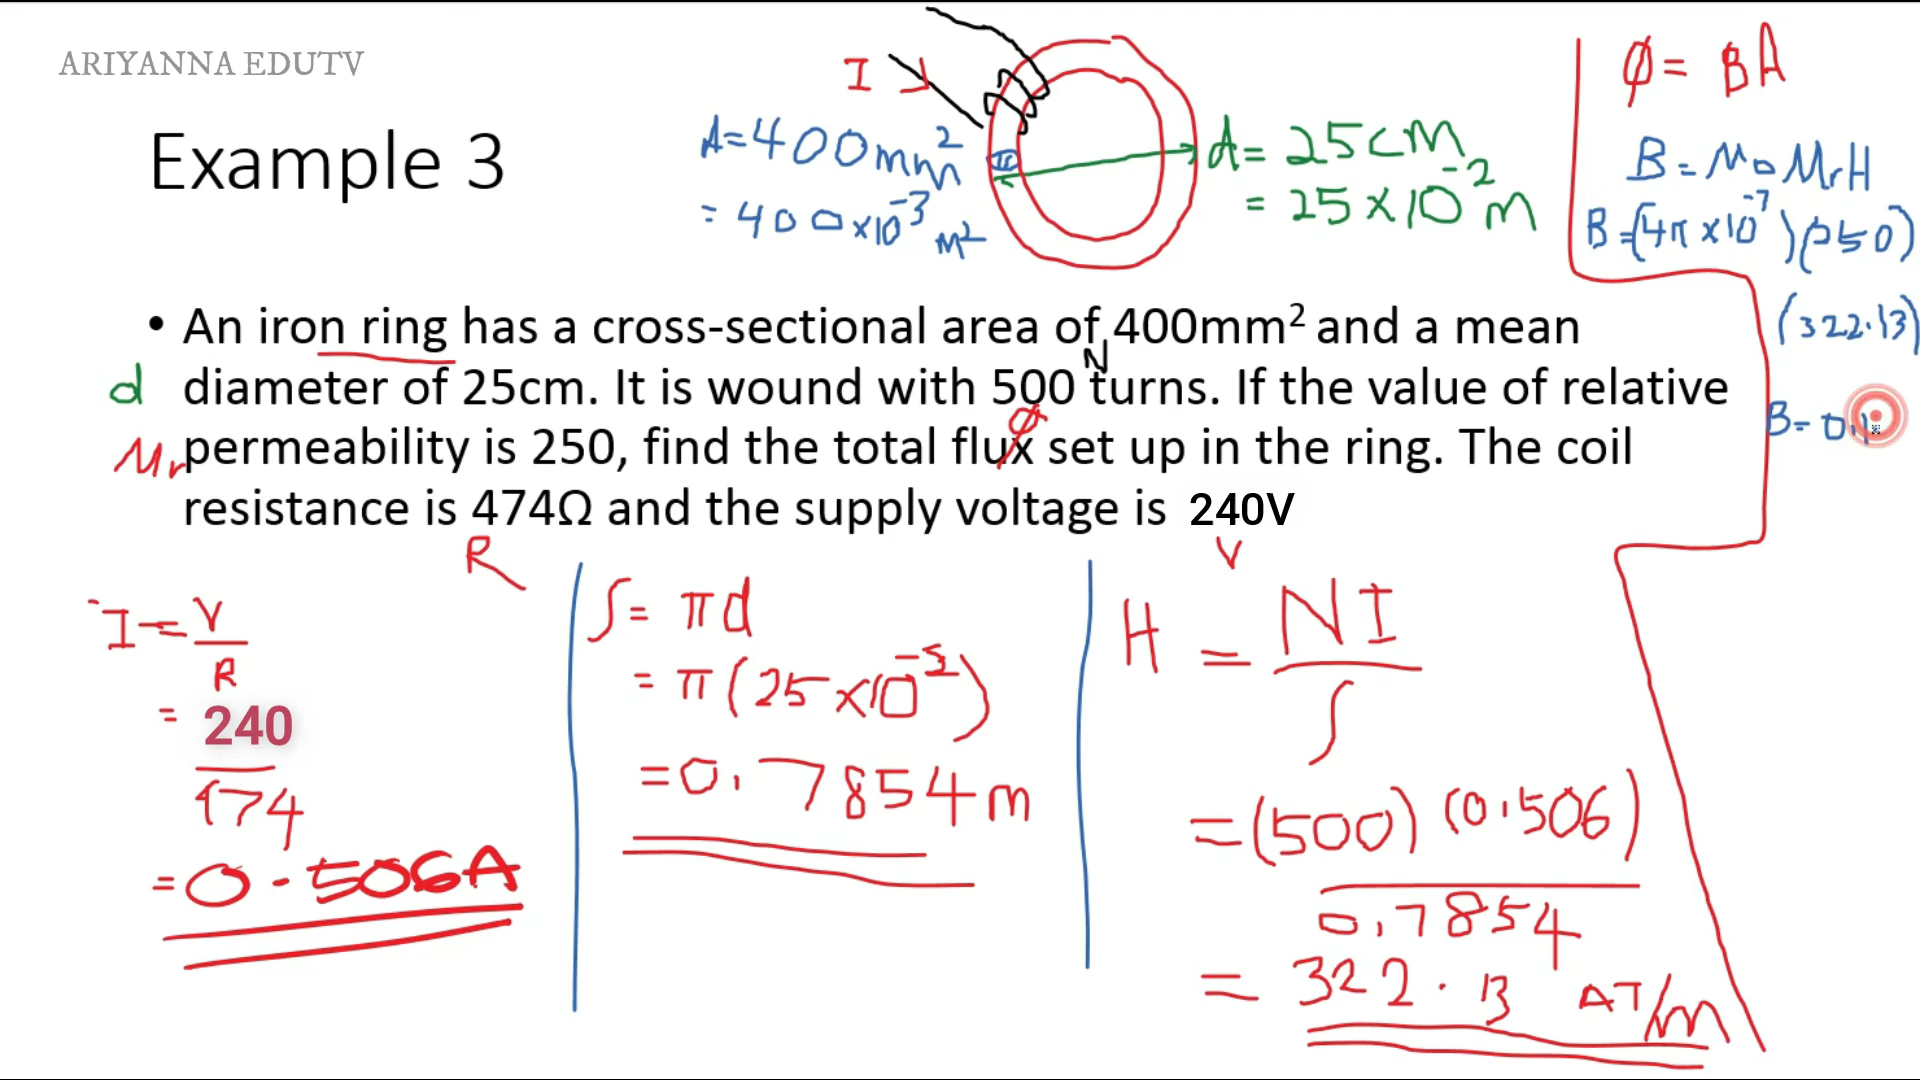 ARIYANNA EDUTV
Example 3
I
A=400mm²
= 400×10⁻³ m²
d= 25cm
= 25×10⁻² m
Φ= BA
B=μ₀μrH
B=(4π×10⁻⁷)(250)
(322.13)
B= 0.1
• An iron ring has a cross-sectional area of 400mm² and a mean
N
d
diameter of 25cm. It is wound with 500 turns. If the value of relative
Φ
μr
permeability is 250, find the total flux set up in the ring. The coil
resistance is 474Ω and the supply voltage is 240V
R
V
I = V
R
= 240
474
= 0.506A
∫= πd
= π(25×10⁻²)
=0.7854m
H = NI
∫
=(500)(0.506)
0.7854
= 322.13 AT/m